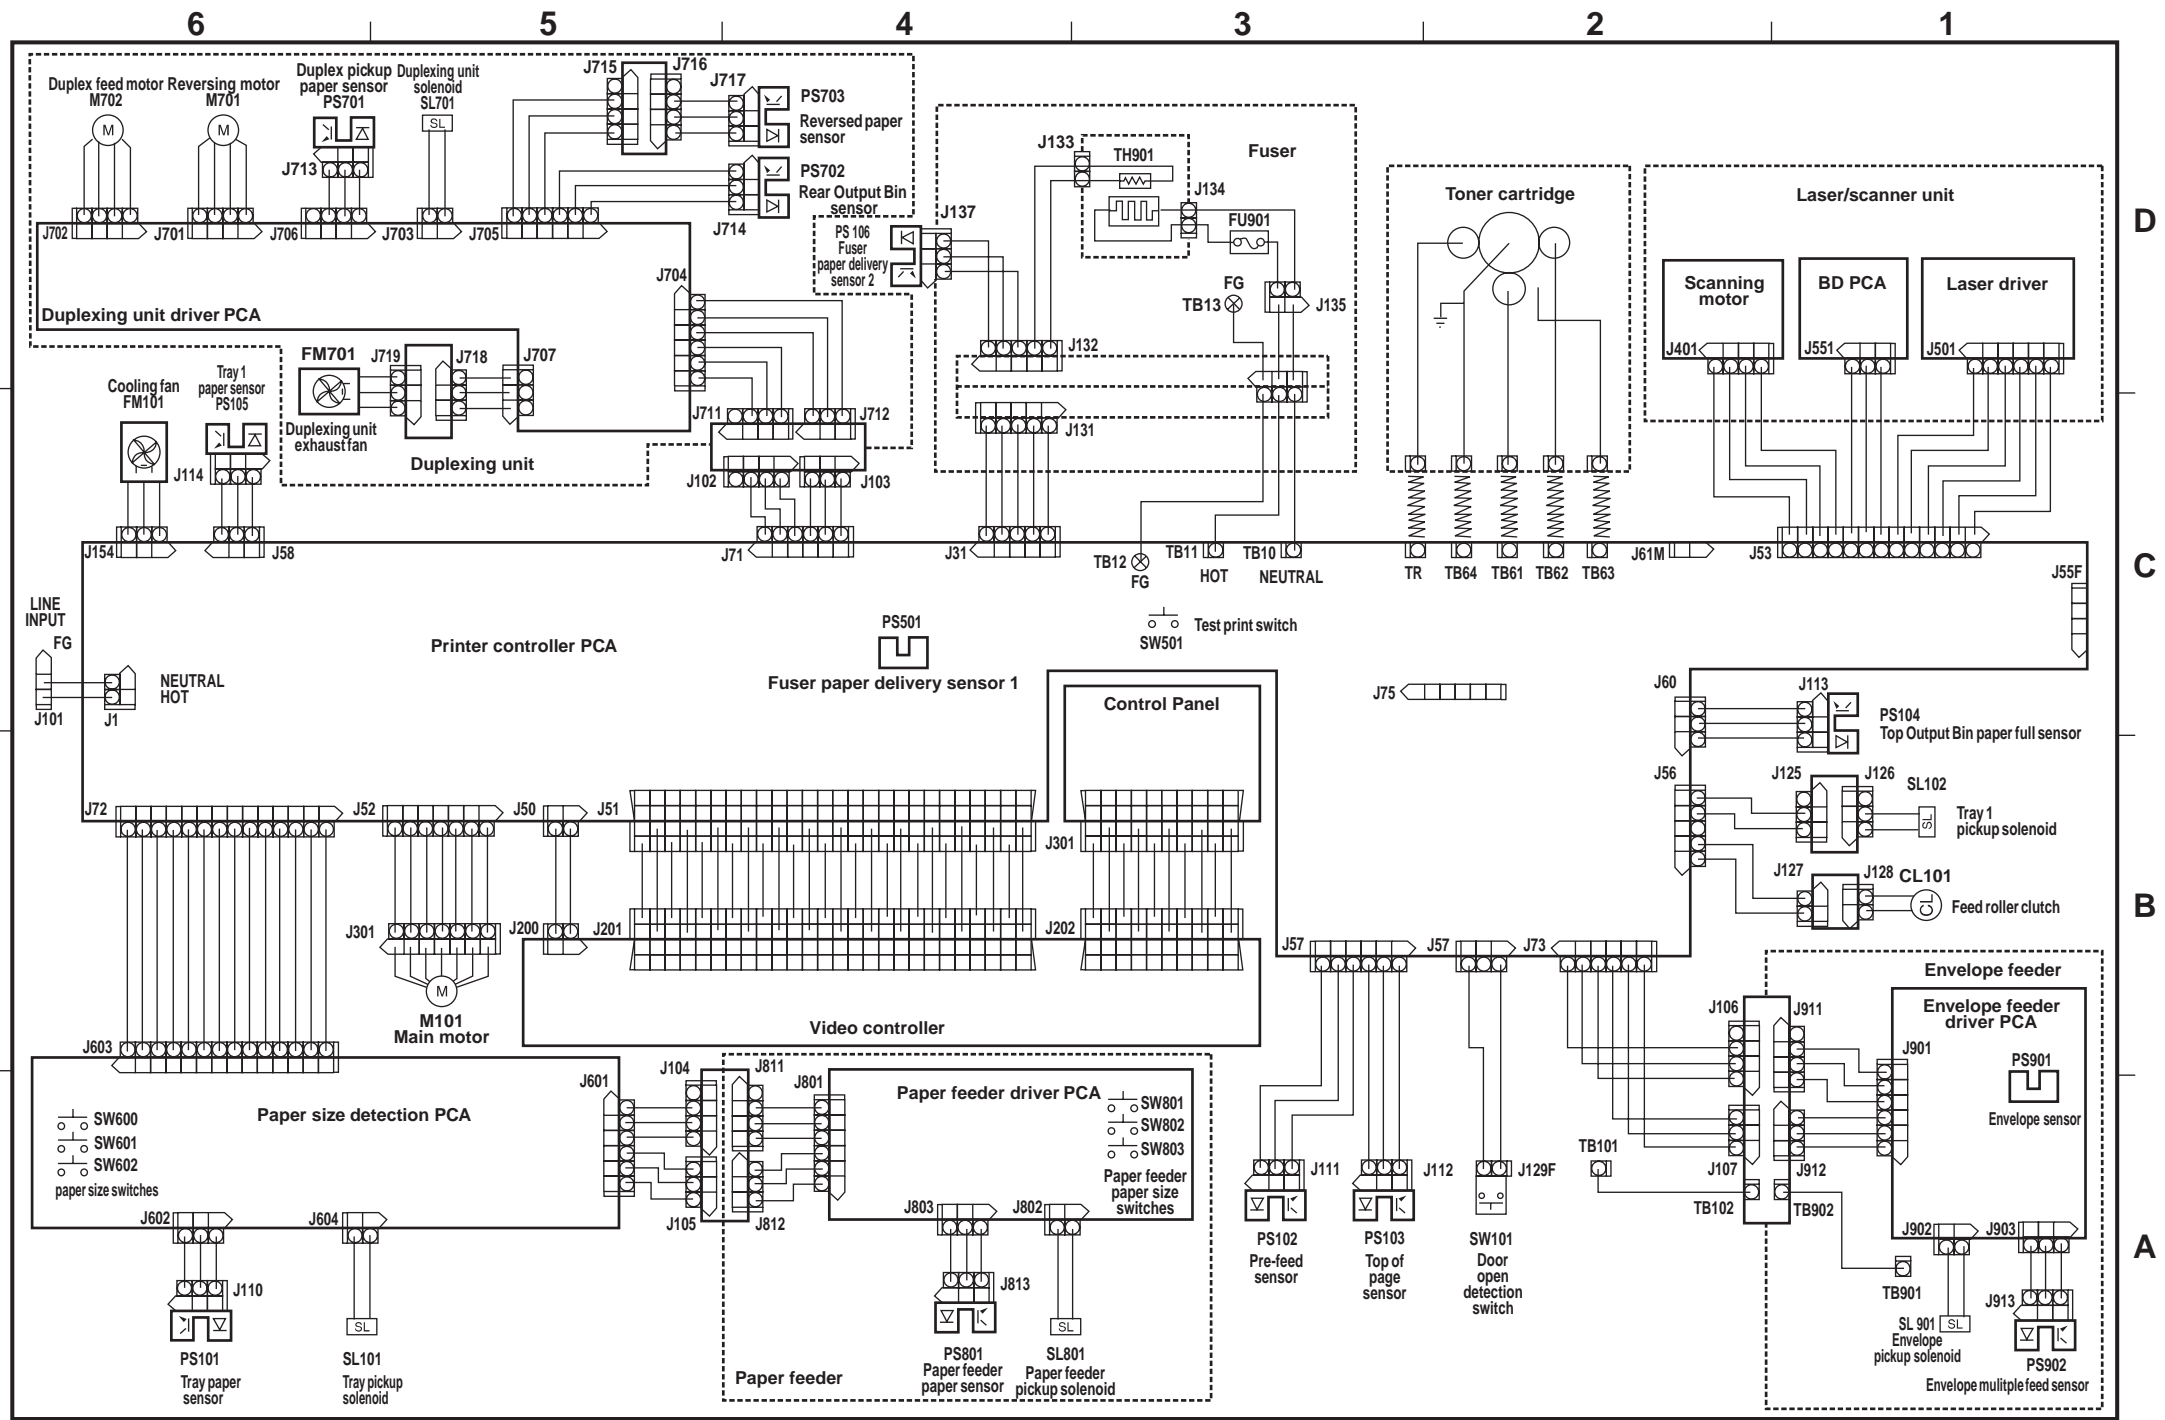 6 5 4 3 2 1
Duplex feed motor
M702
Reversing motor
M701
Duplex pickup
paper sensor
PS701
Duplexing unit
solenoid
SL701
M
M
SL
J713
J702
J701
J706
J703
J705
J715
J716
J717
PS703
Reversed paper
sensor
PS702
Rear Output Bin
sensor
J714
J704
Duplexing unit driver PCA
PS 106
Fuser
paper delivery
sensor 2
J137
J133
TH901
J134
FU901
Fuser
FG
TB13
J135
J132
J131
Toner cartridge
Laser/scanner unit
Scanning
motor
BD PCA
Laser driver
J401
J551
J501
D
Cooling fan
FM101
Tray 1
paper sensor
PS105
FM701
J719
J718
J707
Duplexing unit
exhaust fan
Duplexing unit
J711
J712
J102
J103
J114
J154
J58
J71
J31
TB12
FG
TB11
HOT
TB10
NEUTRAL
TR
TB64
TB61
TB62
TB63
J61M
J53
J55F
C
LINE
INPUT
FG
NEUTRAL
HOT
J101
J1
Printer controller PCA
PS501
Fuser paper delivery sensor 1
SW501
Test print switch
Control Panel
J75
J60
J113
PS104
Top Output Bin paper full sensor
J56
J125
J126
SL102
SL
Tray 1
pickup solenoid
J127
J128
CL101
CL
Feed roller clutch
B
J72
J52
J50
J51
J301
J301
J200
J201
J202
M
M101
Main motor
Video controller
J57
J57
J73
Envelope feeder
Envelope feeder
driver PCA
J106
J911
J901
PS901
Envelope sensor
J107
J912
TB101
TB102
TB902
J902
J903
TB901
SL 901
SL
Envelope
pickup solenoid
J913
PS902
Envelope mulitple feed sensor
A
J603
J601
Paper size detection PCA
SW600
SW601
SW602
paper size switches
J602
J604
J110
PS101
Tray paper
sensor
SL
SL101
Tray pickup
solenoid
J104
J811
J801
J105
J812
Paper feeder driver PCA
SW801
SW802
SW803
Paper feeder
paper size
switches
J803
J802
J813
PS801
Paper feeder
paper sensor
SL
SL801
Paper feeder
pickup solenoid
Paper feeder
J111
PS102
Pre-feed
sensor
J112
PS103
Top of
page
sensor
J129F
SW101
Door
open
detection
switch